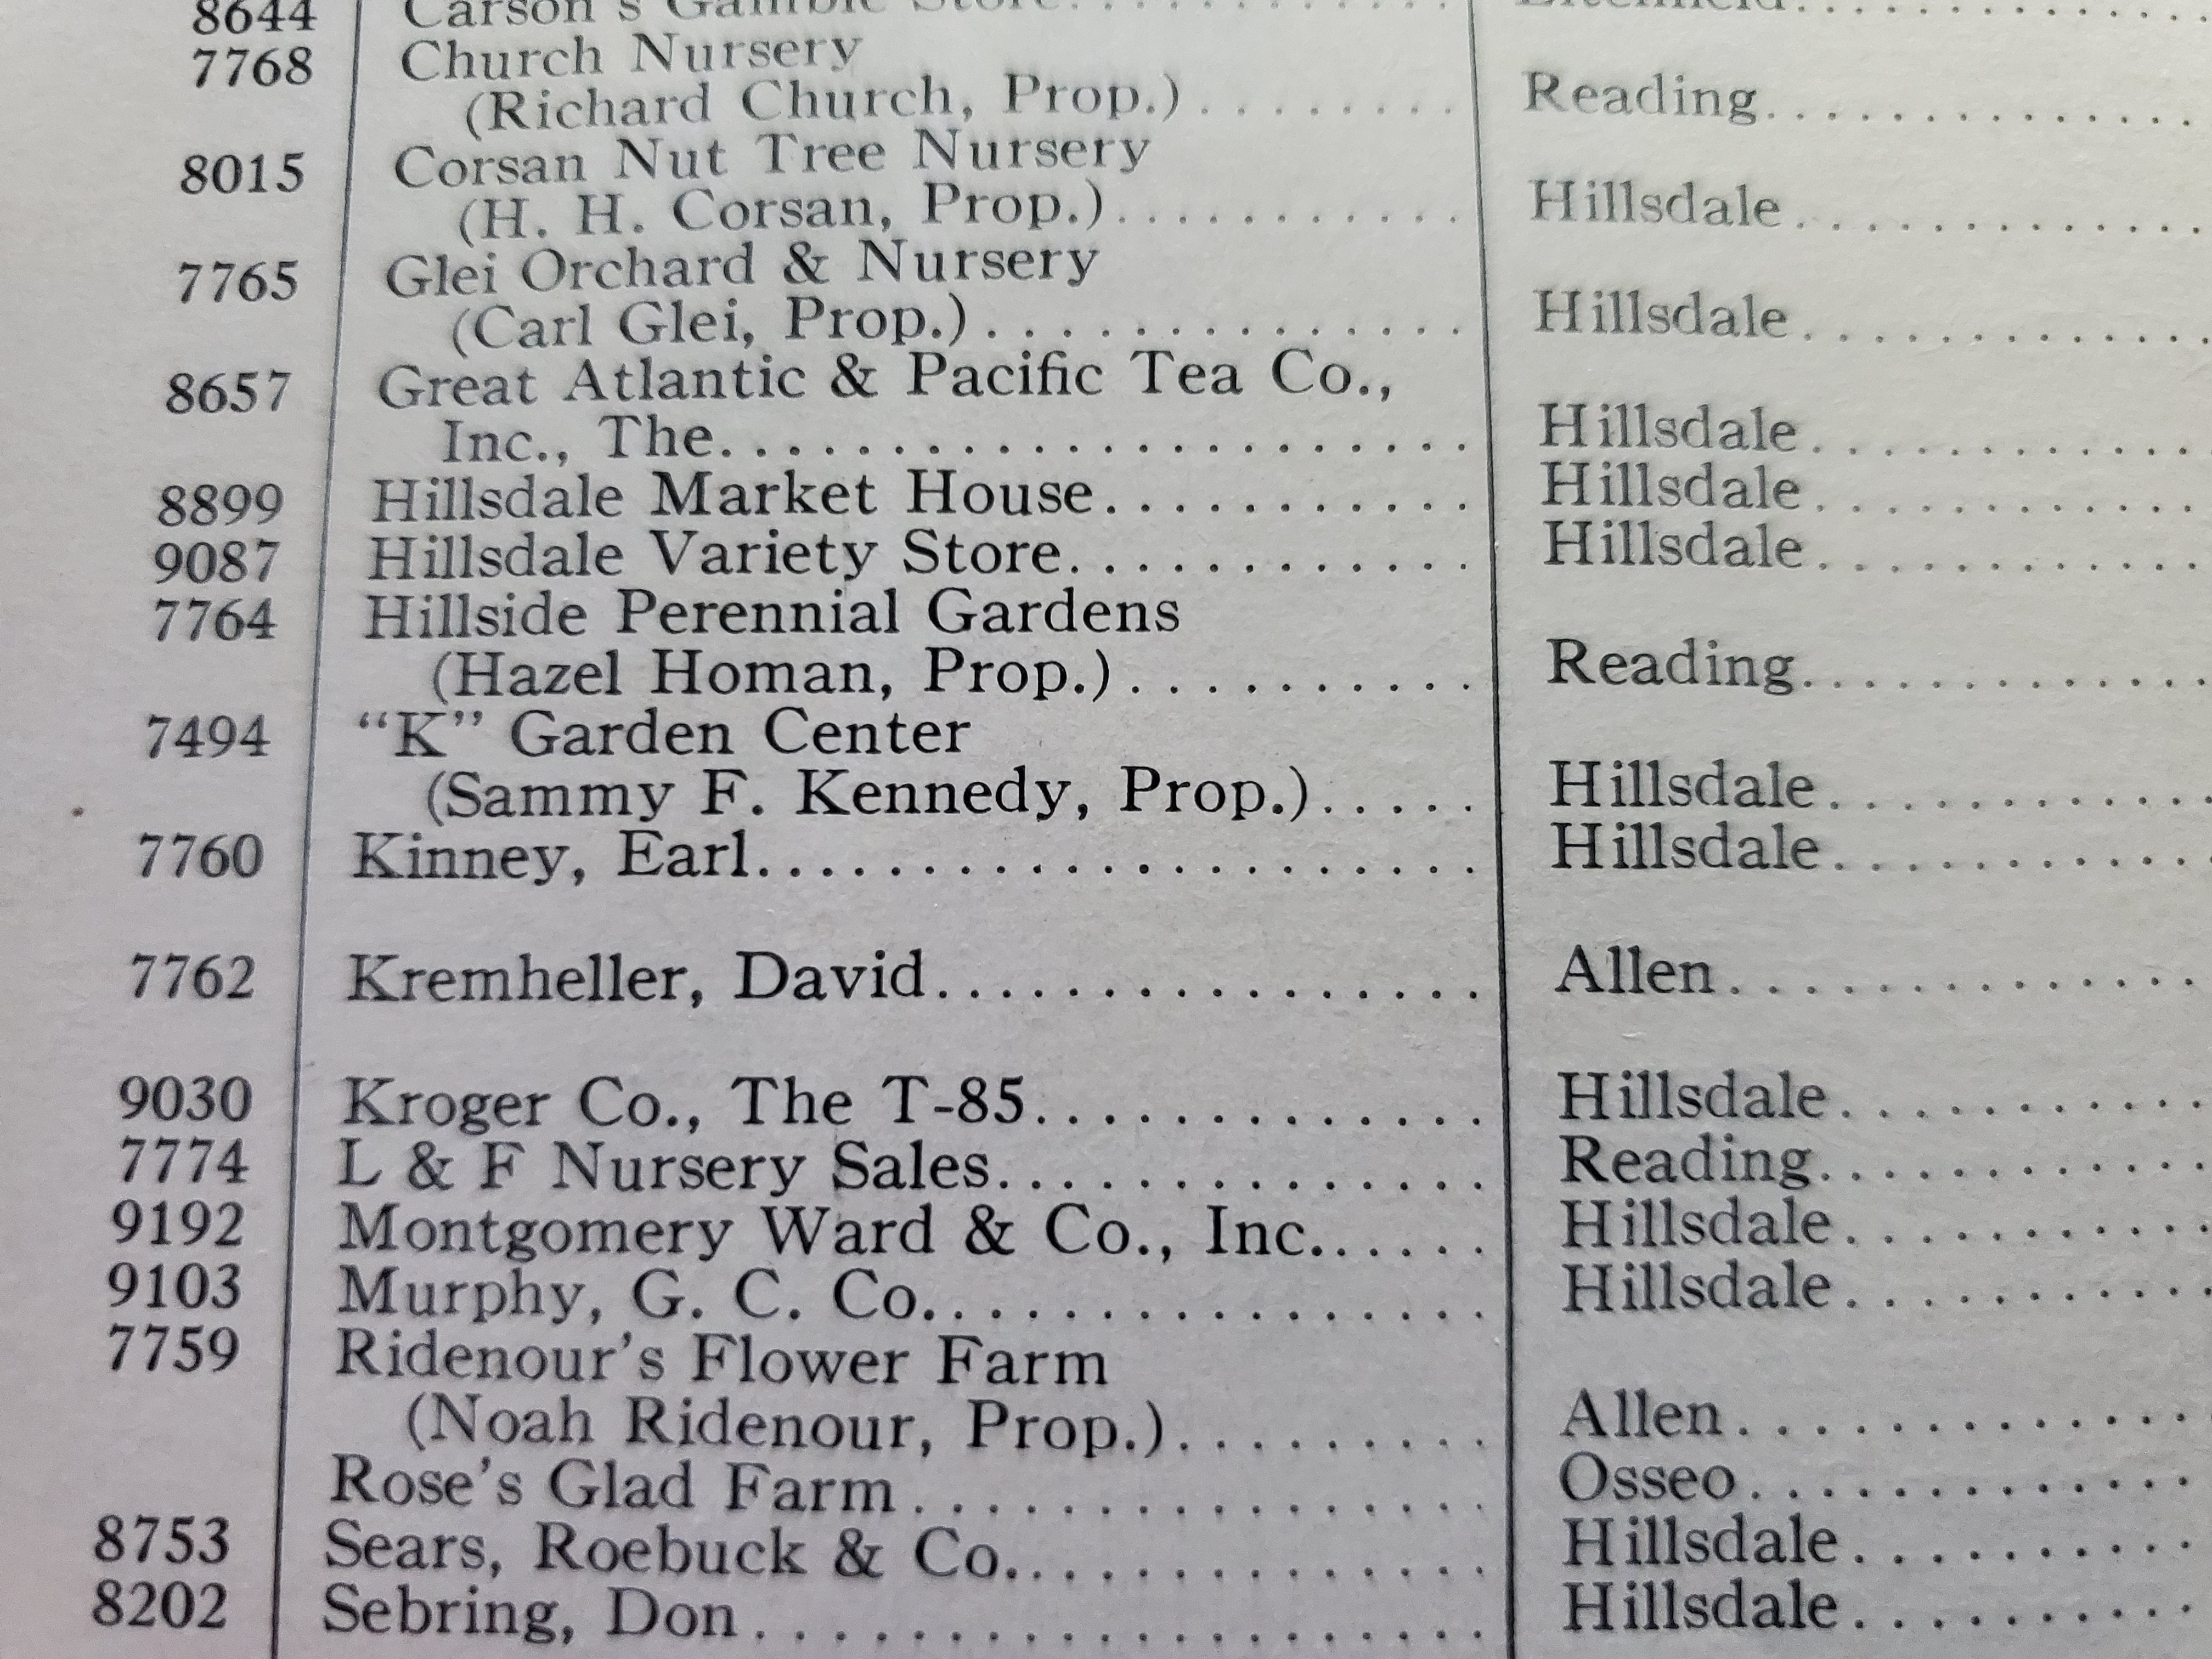 8644 Carson's Gamble Store.......... Litchfield..........
7768 Church Nursery
(Richard Church, Prop.)......... Reading...............
8015 Corsan Nut Tree Nursery
(H. H. Corsan, Prop.)............ Hillsdale..............
7765 Glei Orchard & Nursery
(Carl Glei, Prop.)................ Hillsdale..............
8657 Great Atlantic & Pacific Tea Co.,
Inc., The....................... Hillsdale..............
8899 Hillsdale Market House............ Hillsdale..............
9087 Hillsdale Variety Store............. Hillsdale..............
7764 Hillside Perennial Gardens
(Hazel Homan, Prop.)........... Reading..............
7494 “K” Garden Center
(Sammy F. Kennedy, Prop.)..... Hillsdale.............
7760 Kinney, Earl...................... Hillsdale.............
7762 Kremheller, David................. Allen...............
9030 Kroger Co., The T-85.............. Hillsdale............
7774 L & F Nursery Sales............... Reading.............
9192 Montgomery Ward & Co., Inc...... Hillsdale............
9103 Murphy, G. C. Co.................. Hillsdale............
7759 Ridenour's Flower Farm
(Noah Ridenour, Prop.).......... Allen..............
Rose's Glad Farm.................. Osseo..............
8753 Sears, Roebuck & Co............... Hillsdale...........
8202 Sebring, Don...................... Hillsdale...........